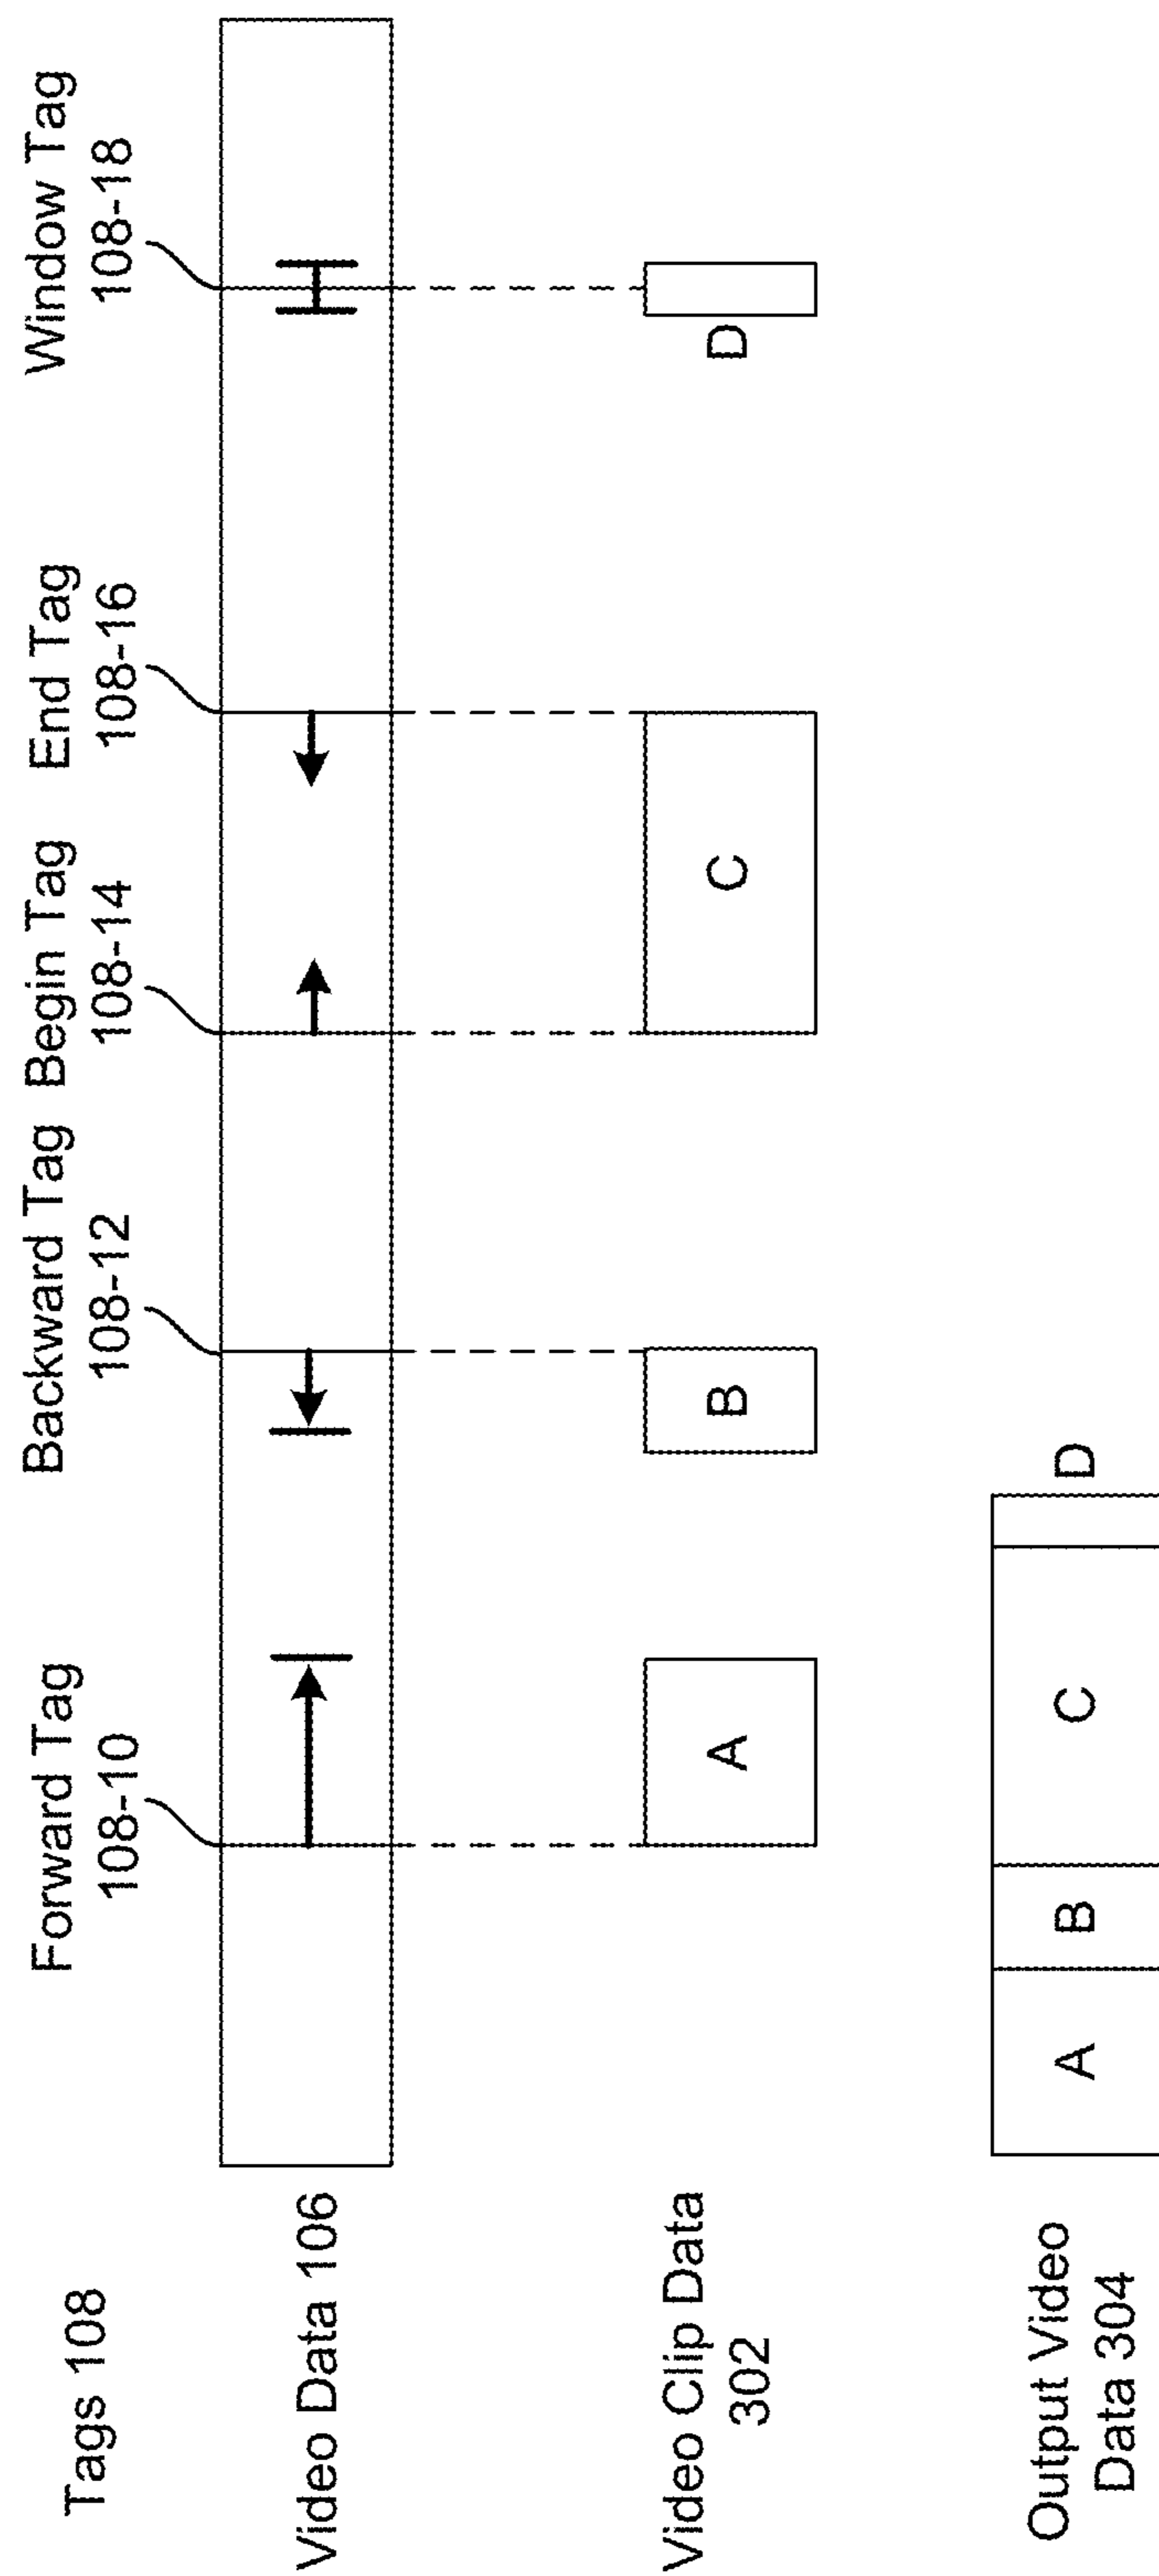 Tags 108
Forward Tag
108-10
Backward Tag
108-12
Begin Tag
108-14
End Tag
108-16
Window Tag
108-18
Video Data 106
Video Clip Data
302
A
B
C
D
Output Video
Data 304
A
B
C
D